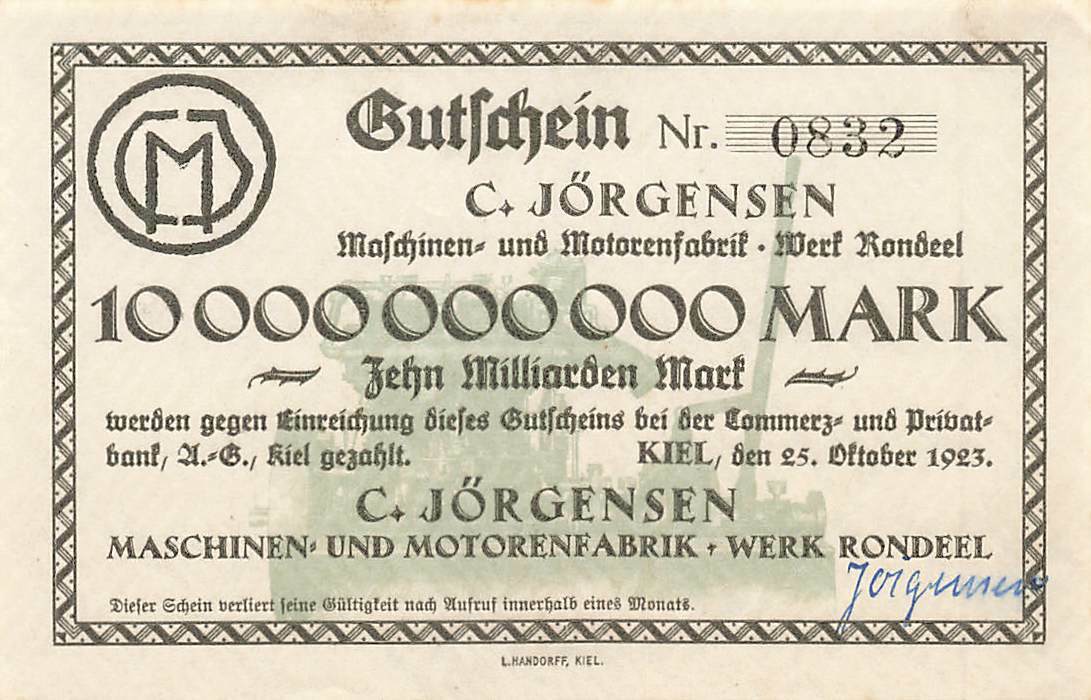 CMJ
Gutschein Nr. 0832
C. JÖRGENSEN
Maschinen- und Motorenfabrik · Werk Rondeel
10 000 000 000 MARK
Zehn Milliarden Mark
werden gegen Einreichung dieses Gutscheins bei der Commerz- und Privat-
bank, A.-G., Kiel gezahlt. KIEL, den 25. Oktober 1923.
C. JÖRGENSEN
MASCHINEN- UND MOTORENFABRIK · WERK RONDEEL
Jörgensen
Dieser Schein verliert seine Gültigkeit nach Aufruf innerhalb eines Monats.
L. HANDORFF, KIEL.